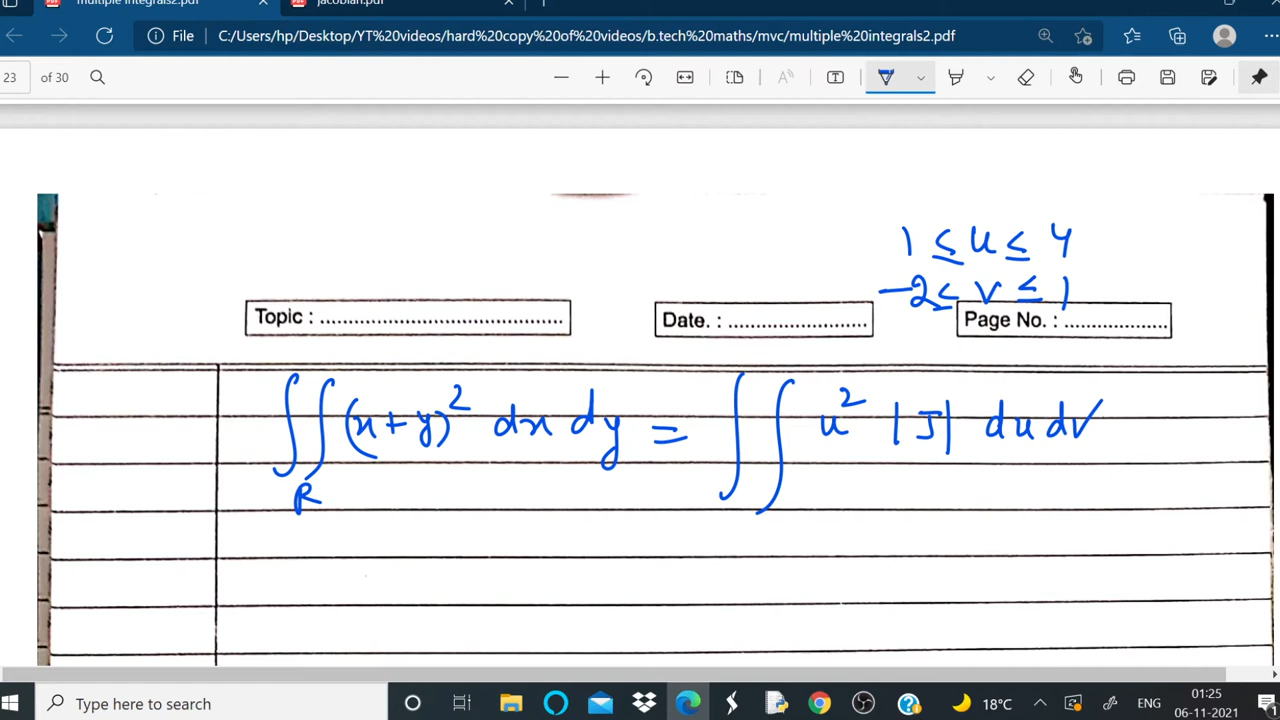 multiple integrals2.pdf
jacobian.pdf
File C:/Users/hp/Desktop/YT%20videos/hard%20copy%20of%20videos/b.tech%20maths/mvc/multiple%20integrals2.pdf
23 of 30
1 ≤ u ≤ 4
-2 ≤ v ≤ 1
Topic : ........................................................
Date. : ................................
Page No. : ........................
∫∫_R (x+y)² dx dy = ∫∫ u² |J| du dv
Type here to search
18°C
ENG
01:25
06-11-2021